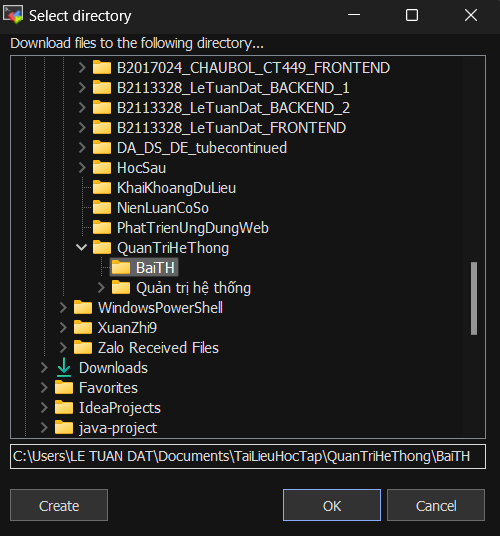 Select directory
Download files to the following directory...
B2017024_CHAUBOL_CT449_FRONTEND
B2113328_LeTuanDat_BACKEND_1
B2113328_LeTuanDat_BACKEND_2
B2113328_LeTuanDat_FRONTEND
DA_DS_DE_tubecontinued
HocSau
KhaiKhoangDuLieu
NienLuanCoSo
PhatTrienUngDungWeb
QuanTriHeThong
BaiTH
Quản trị hệ thống
WindowsPowerShell
XuanZhi9
Zalo Received Files
Downloads
Favorites
IdeaProjects
java-project
C:\Users\LE TUAN DAT\Documents\TaiLieuHocTap\QuanTriHeThong\BaiTH
Create OK Cancel